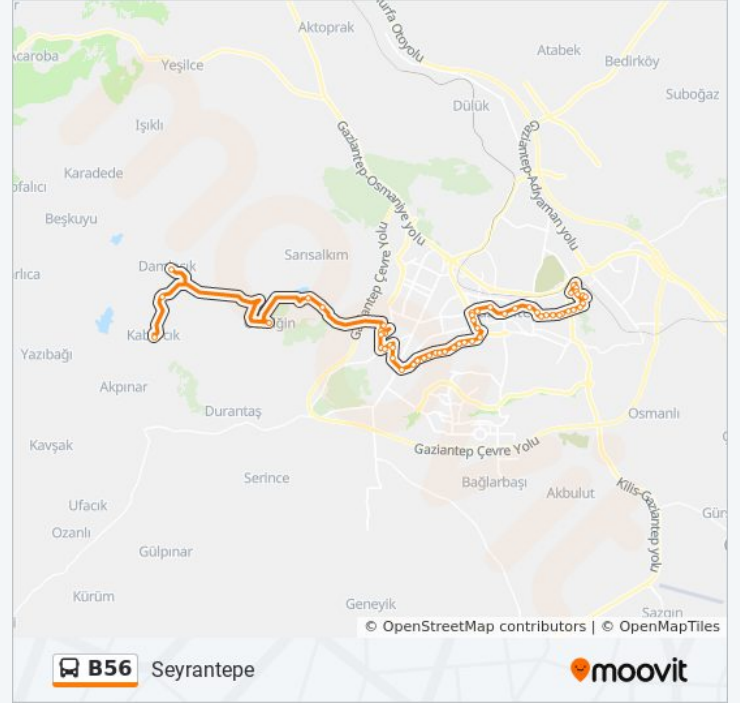 Aktoprak
Urfa Otoyolu
Atabek
Bedirköy
Yeşilce
Dülük
Suboğaz
Işıklı
Gaziantep-Osmaniye yolu
Gaziantep-Adıyaman yolu
Karadede
Beşkuyu
Gaziantep Çevre Yolu
Sarısalkım
Yazıbağı
Akpınar
Durantaş
Osmanlı
Kavşak
Gaziantep Çevre Yolu
Serince
Bağlarbaşı
Akbulut
Kilis-Gaziantep yolu
Ufacık
Ozanlı
Gülpınar
Kürüm
Geneyik
Sazgın
© OpenStreetMap contributors | © OpenMapTiles
B56 Seyrantepe
moovit